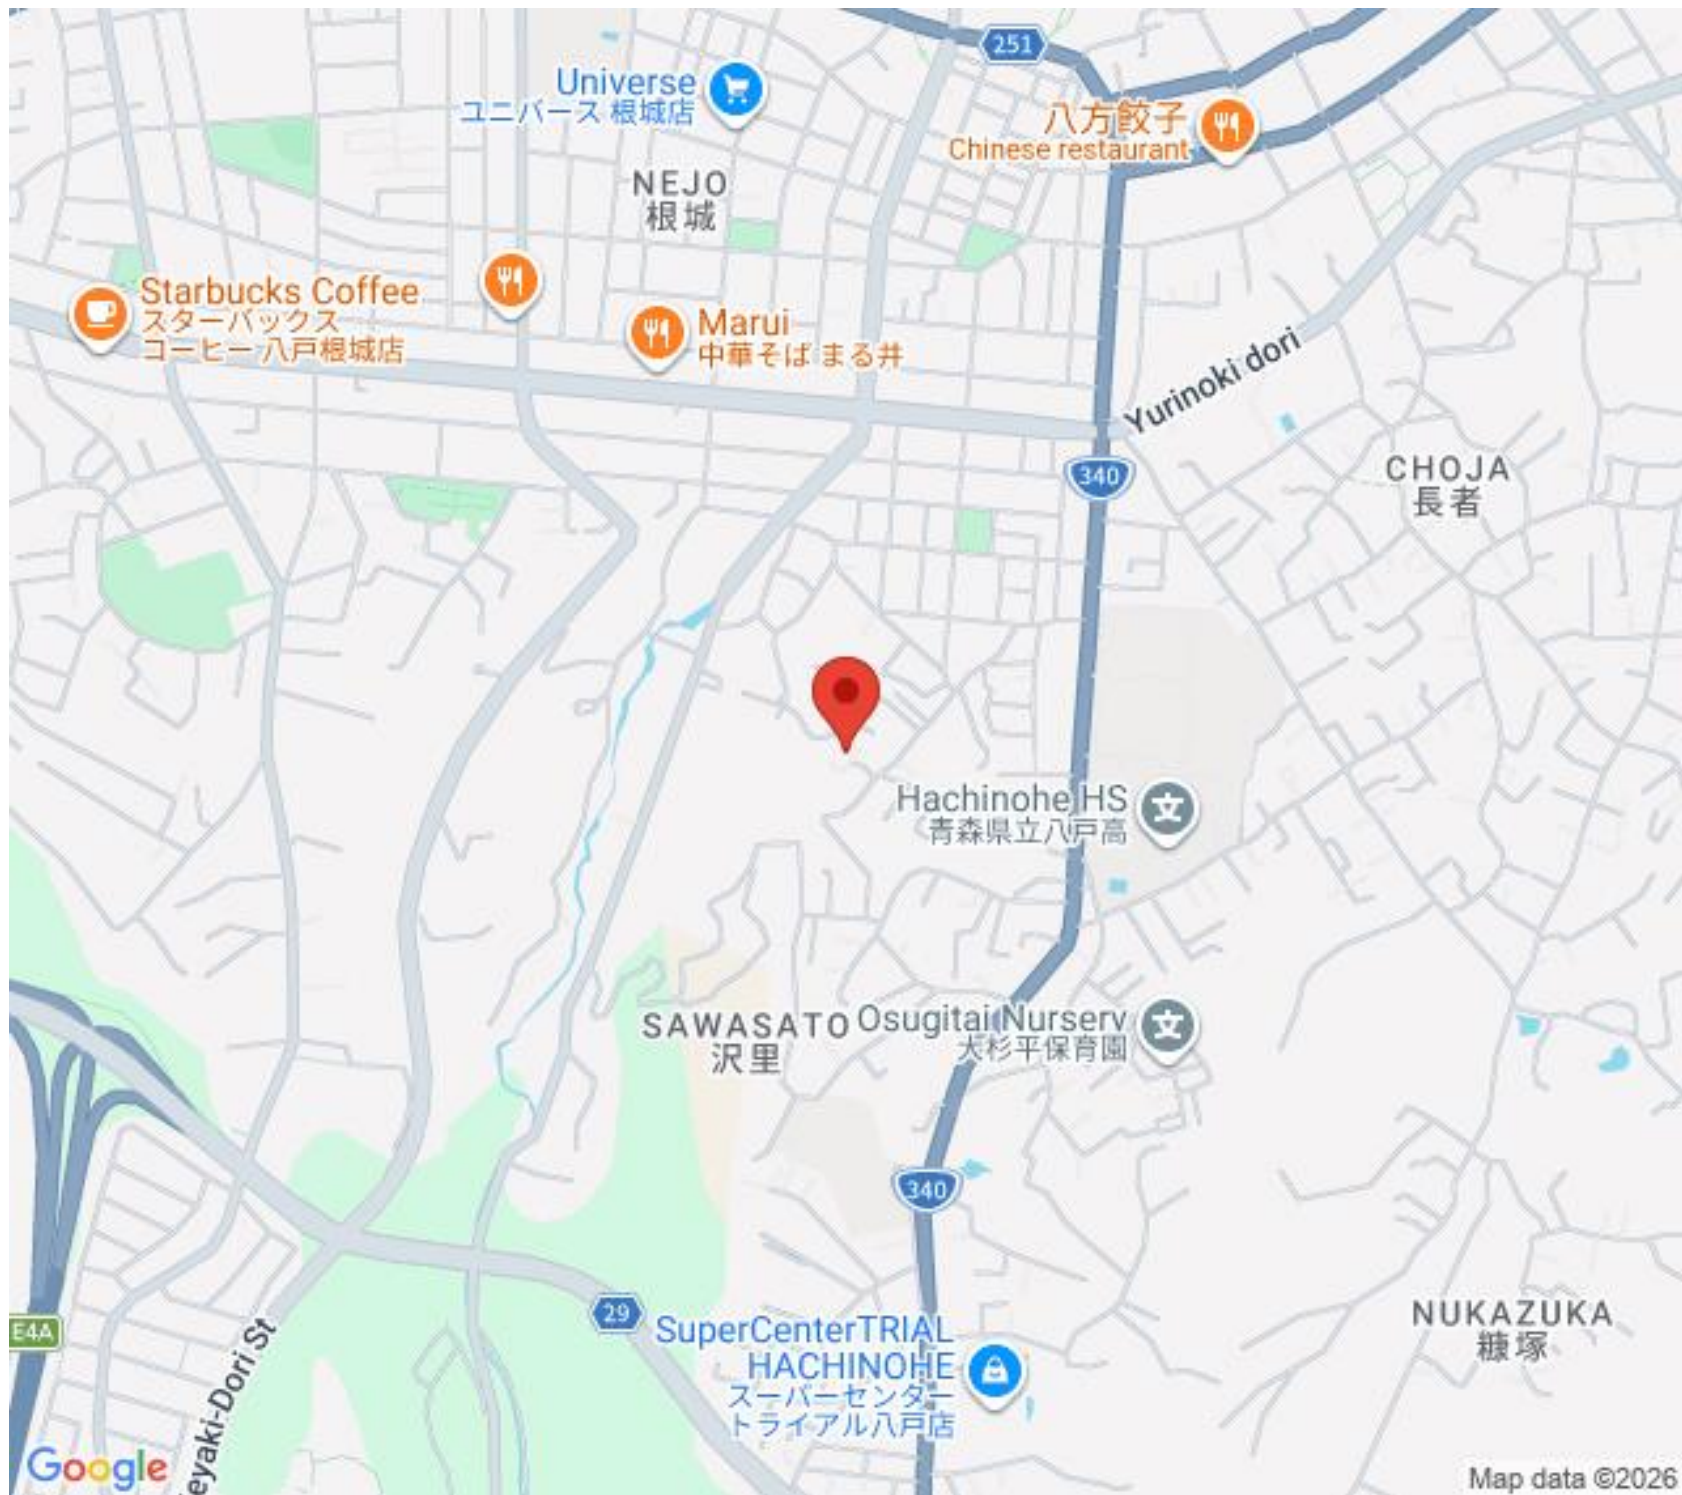 251
Universe
ユニバース 根城店
八方餃子
Chinese restaurant
NEJO
根城
Starbucks Coffee
スターバックス
コーヒー 八戸根城店
Marui
中華そば まる井
Yurinoki dori
340
CHOJA
長者
Hachinohe HS
青森県立八戸高
SAWASATO
沢里
Osugitai Nurserv
大杉平保育園
340
29
E4A
SuperCenterTRIAL
HACHINOHE
スーパーセンター
トライアル八戸店
NUKAZUKA
糠塚
eyaki-Dori St
Google
Map data ©2026